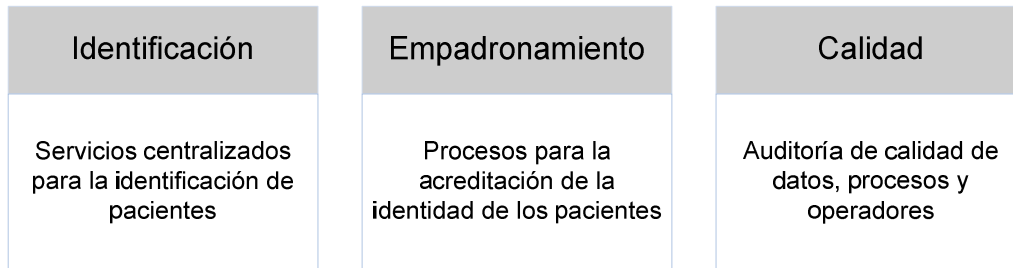 Identificación
Servicios centralizados
para la identificación de
pacientes
Empadronamiento
Procesos para la
acreditación de la
identidad de los pacientes
Calidad
Auditoría de calidad de
datos, procesos y
operadores